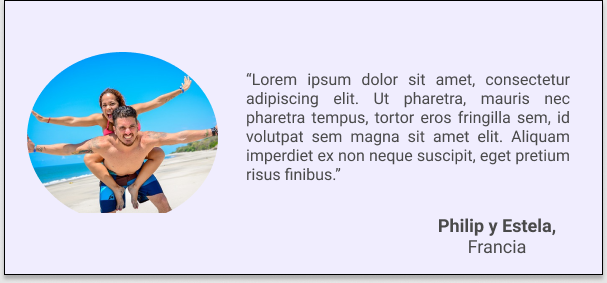 “Lorem ipsum dolor sit amet, consectetur
adipiscing elit. Ut pharetra, mauris nec
pharetra tempus, tortor eros fringilla sem, id
volutpat sem magna sit amet elit. Aliquam
imperdiet ex non neque suscipit, eget pretium
risus finibus.”
Philip y Estela,
Francia